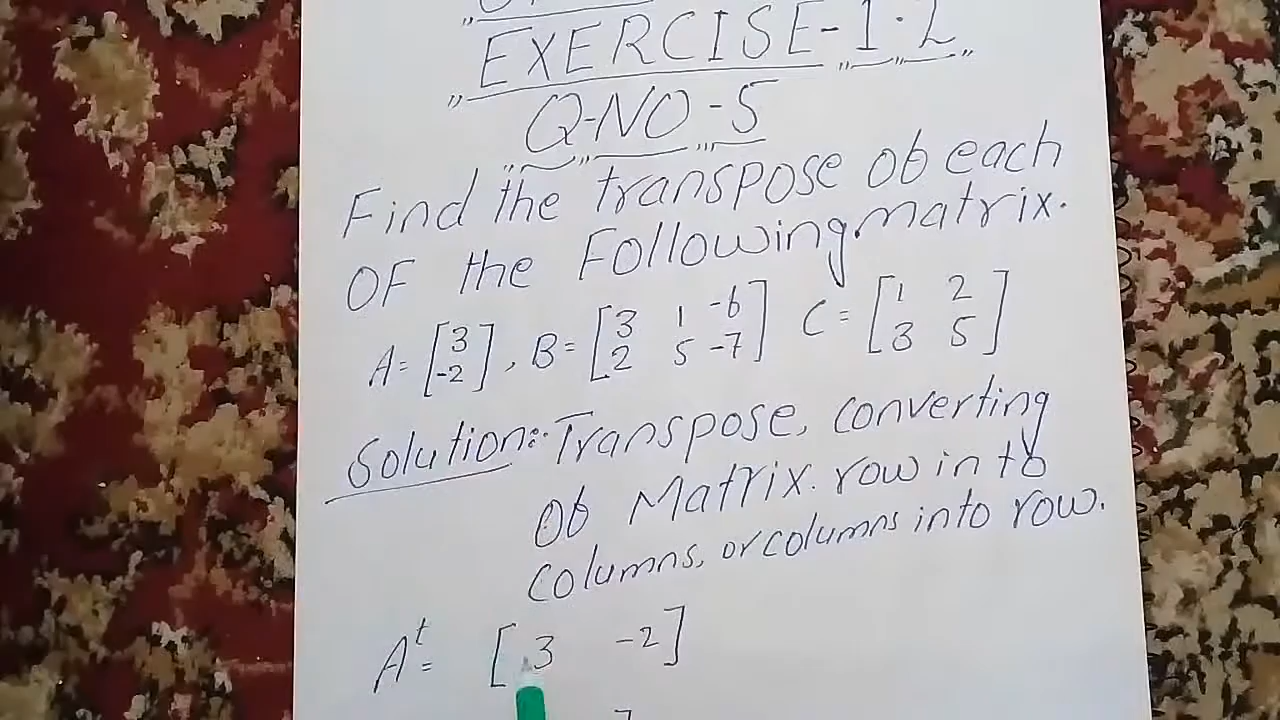 EXERCISE-1.2
Q-NO-5
Find the transpose of each
OF the Following matrix.
A = [3 -2], B = [3 1 -6 2 5 -7] C = [1 2 3 5]
Solution:- Transpose, converting
of Matrix. row into
columns, or columns into row.
A^t = [3 -2]